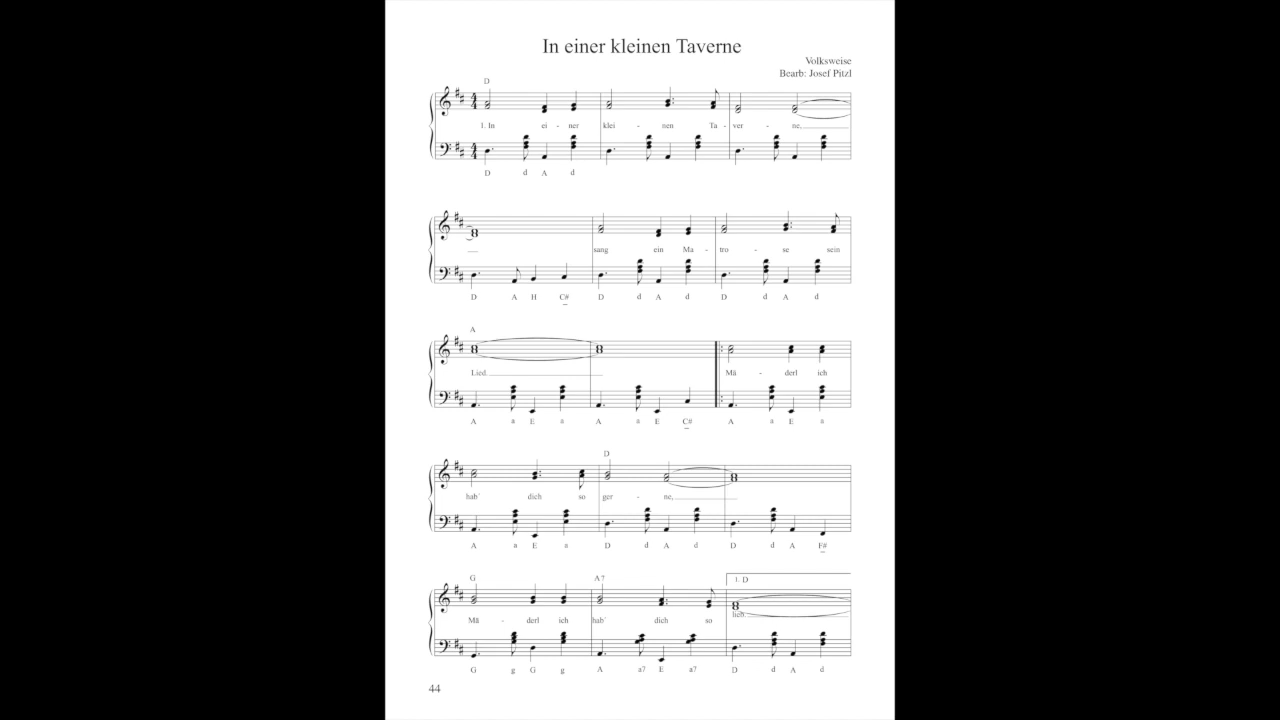 In einer kleinen Taverne
Volksweise
Bearb: Josef Pitzl
D
1. In ei - ner klei - nen Ta - ver - ne,
D d A d
sang ein Ma - tro - se sein
D A H C# D d A d D d A d
A
Lied. Mä - derl ich
A a E a A a E C# A a E a
D
hab' dich so ger - ne,
A a E a D d A d D d A F#
G A7 1. D
Mä - derl ich hab' dich so lieb.
G g G g A a7 E a7 D d A d
44